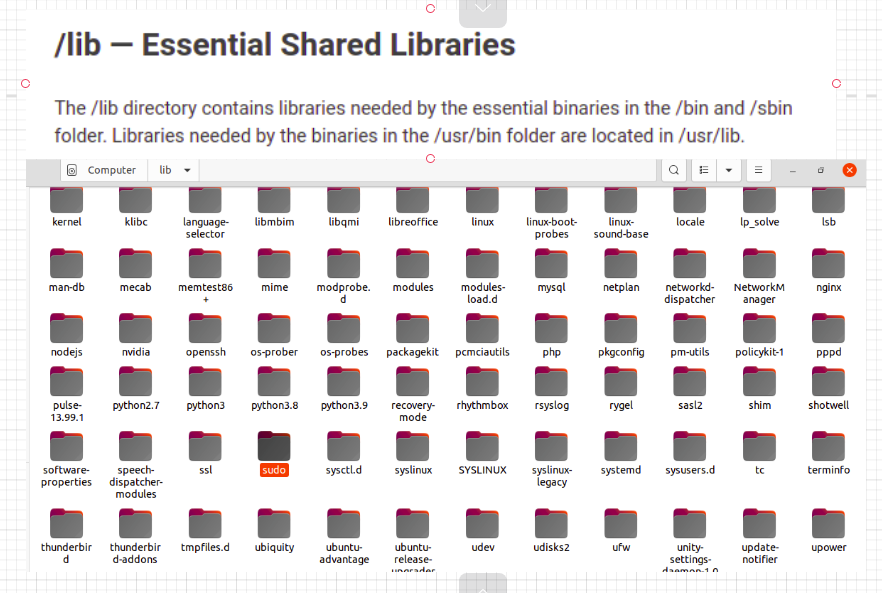 /lib — Essential Shared Libraries
The /lib directory contains libraries needed by the essential binaries in the /bin and /sbin
folder. Libraries needed by the binaries in the /usr/bin folder are located in /usr/lib.
Computer lib
kernel klibc language- libmbim libqmi libreoffice linux linux-boot- linux- locale lp_solve lsb
selector probes sound-base
man-db mecab memtest86 mime modprobe. modules modules- mysql netplan networkd- NetworkM nginx
+ d load.d dispatcher anager
nodejs nvidia openssh os-prober os-probes packagekit pcmciautils php pkgconfig pm-utils policykit-1 pppd
pulse- python2.7 python3 python3.8 python3.9 recovery- rhythmbox rsyslog rygel sasl2 shim shotwell
13.99.1 mode
software- speech- ssl sudo sysctl.d syslinux SYSLINUX syslinux- systemd sysusers.d tc terminfo
properties dispatcher- legacy
modules
thunderbir thunderbir tmpfiles.d ubiquity ubuntu- ubuntu- udev udisks2 ufw unity- update- upower
d d-addons advantage release- settings- notifier
upgrader daemon-1.0